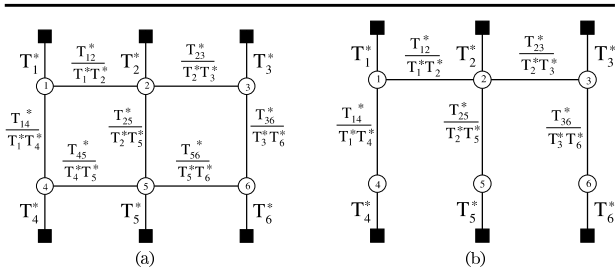 T₁* T₁₂*/T₁*T₂* T₂* T₂₃*/T₂*T₃* T₃*
1 2 3
T₁₄*/T₁*T₄* T₂₅*/T₂*T₅* T₃₆*/T₃*T₆*
T₄₅*/T₄*T₅* T₅₆*/T₅*T₆*
4 5 6
T₄* T₅* T₆*
(a)
T₁* T₁₂*/T₁*T₂* T₂* T₂₃*/T₂*T₃* T₃*
1 2 3
T₁₄*/T₁*T₄* T₂₅*/T₂*T₅* T₃₆*/T₃*T₆*
4 5 6
T₄* T₅* T₆*
(b)